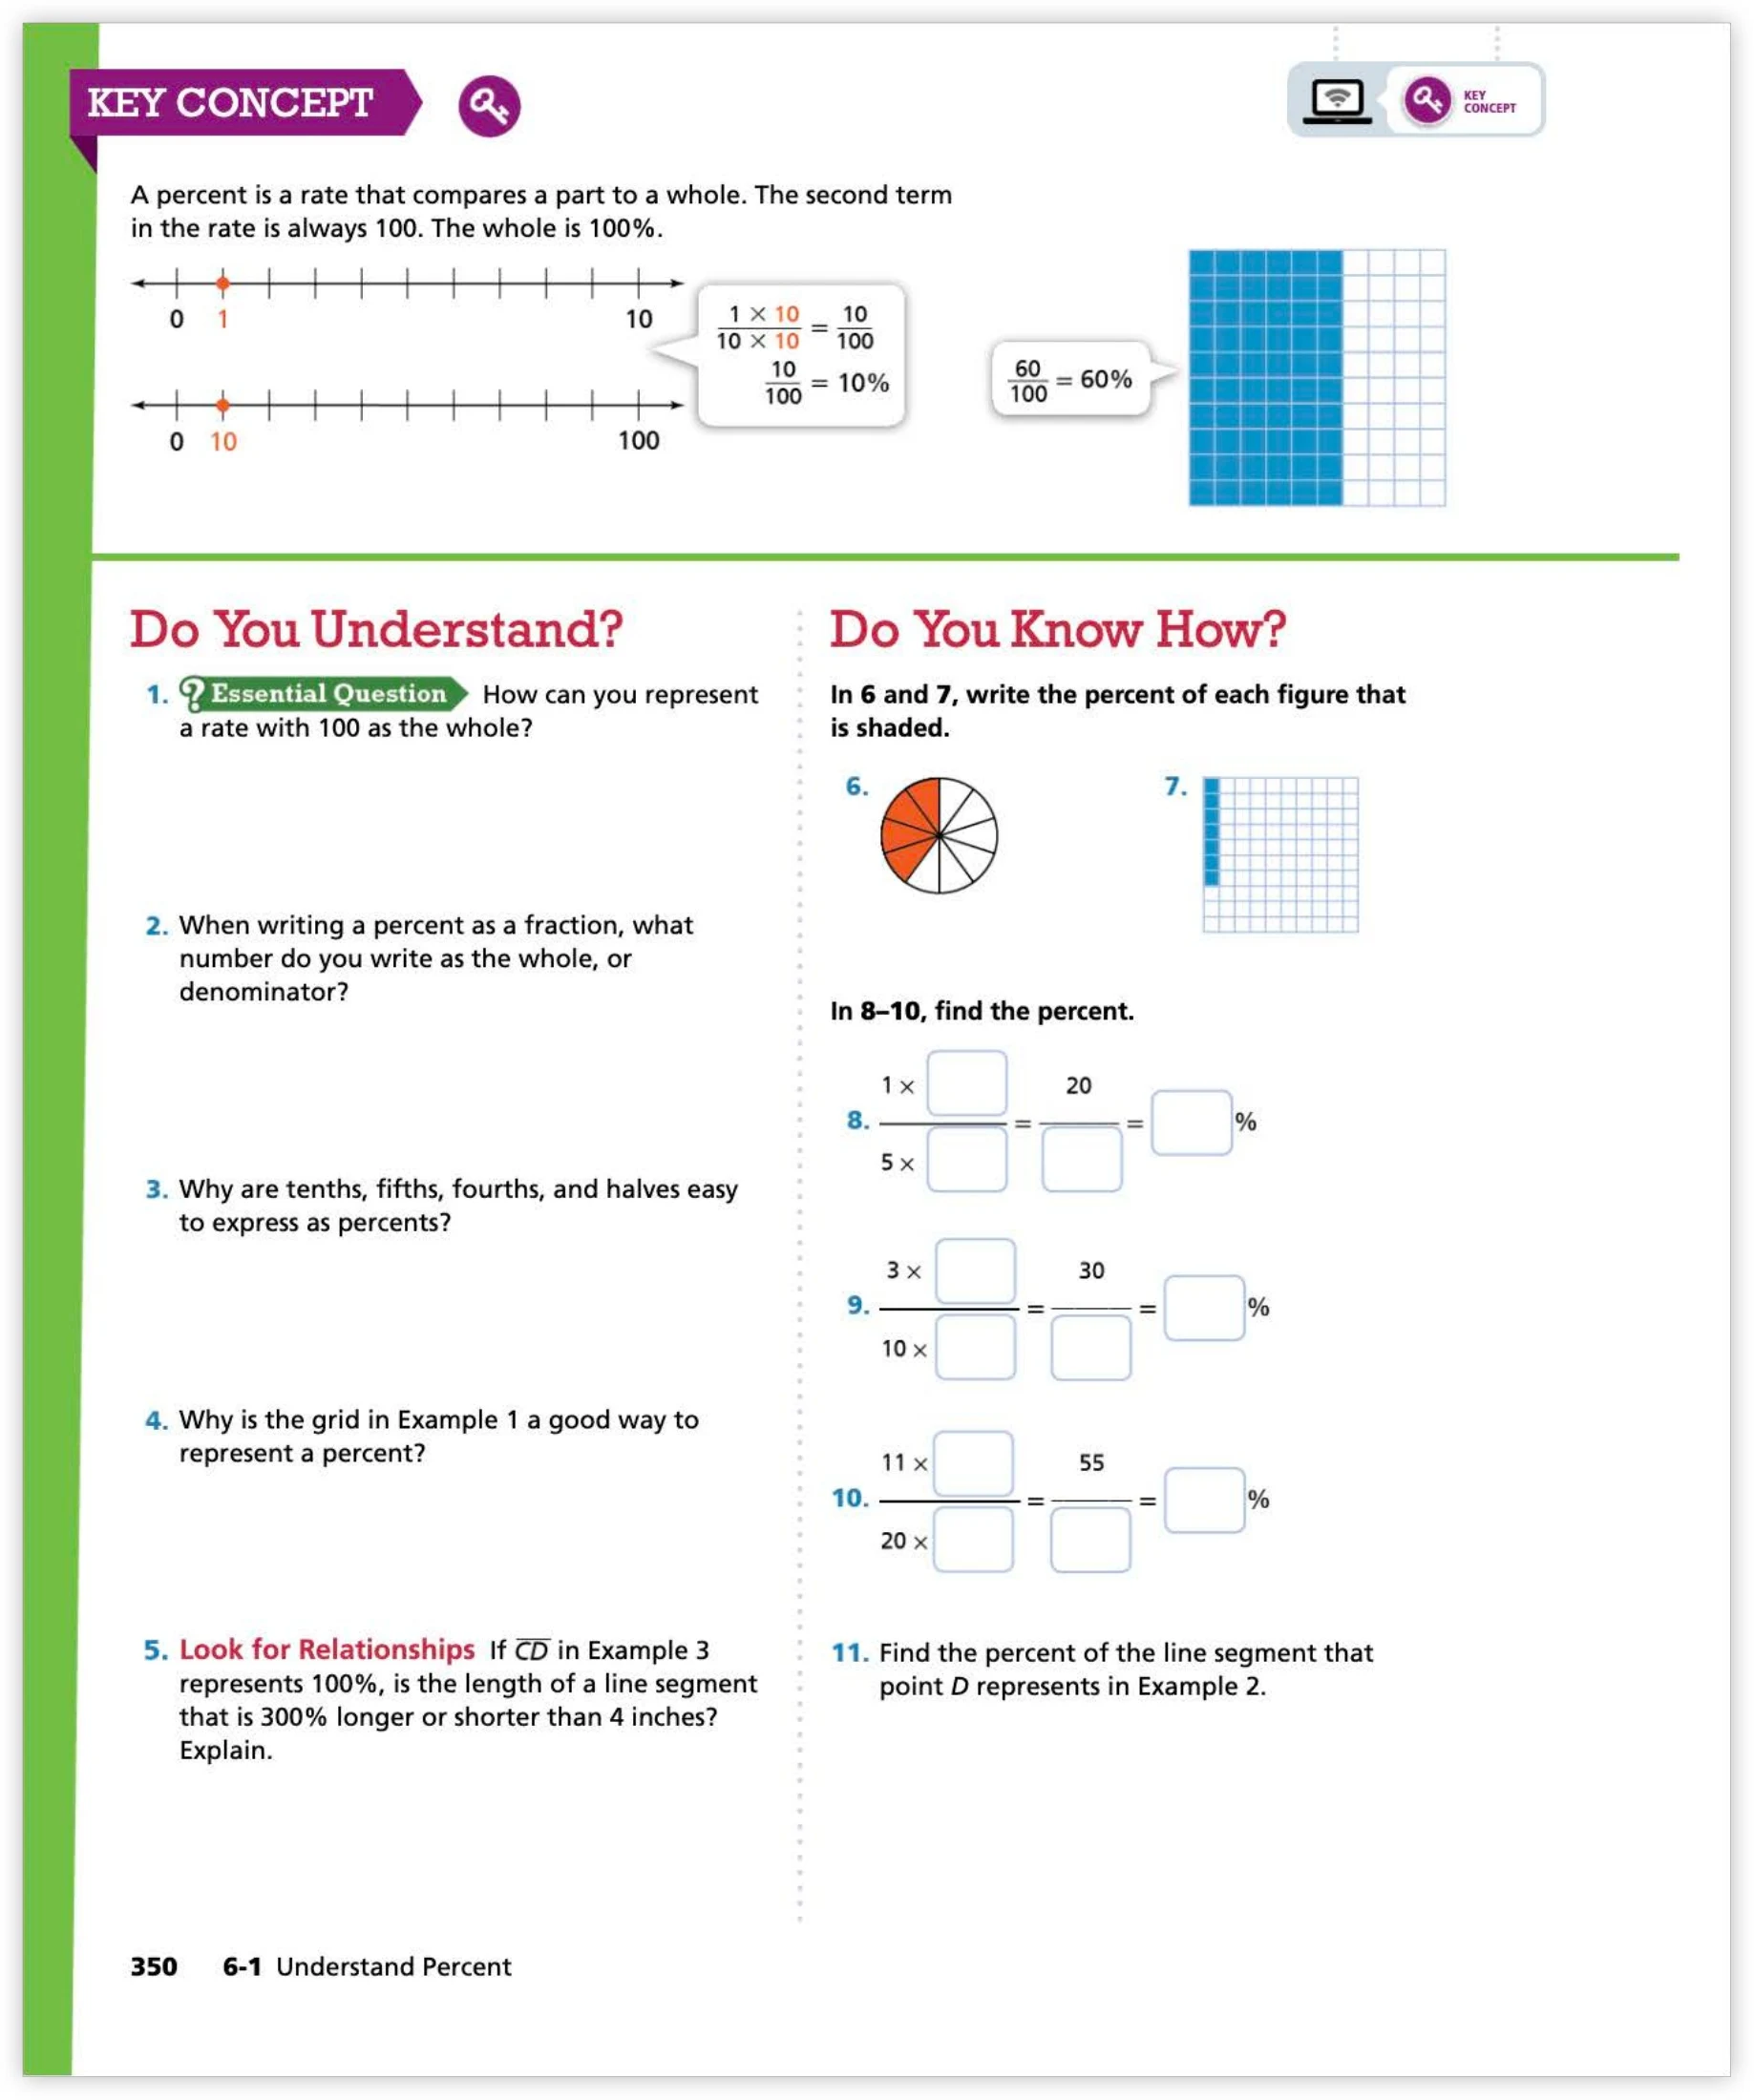 KEY CONCEPT
KEY
CONCEPT
A percent is a rate that compares a part to a whole. The second term
in the rate is always 100. The whole is 100%.
0 1 10
1 × 10 / 10 × 10 = 10 / 100
10 / 100 = 10%
60 / 100 = 60%
0 10 100
Do You Understand?
1. ? Essential Question How can you represent
a rate with 100 as the whole?
2. When writing a percent as a fraction, what
number do you write as the whole, or
denominator?
3. Why are tenths, fifths, fourths, and halves easy
to express as percents?
4. Why is the grid in Example 1 a good way to
represent a percent?
5. Look for Relationships If C͞D͞ in Example 3
represents 100%, is the length of a line segment
that is 300% longer or shorter than 4 inches?
Explain.
Do You Know How?
In 6 and 7, write the percent of each figure that
is shaded.
6. 7.
In 8–10, find the percent.
1 × 20
8. = = %
5 ×
3 × 30
9. = = %
10 ×
11 × 55
10. = = %
20 ×
11. Find the percent of the line segment that
point D represents in Example 2.
350 6-1 Understand Percent